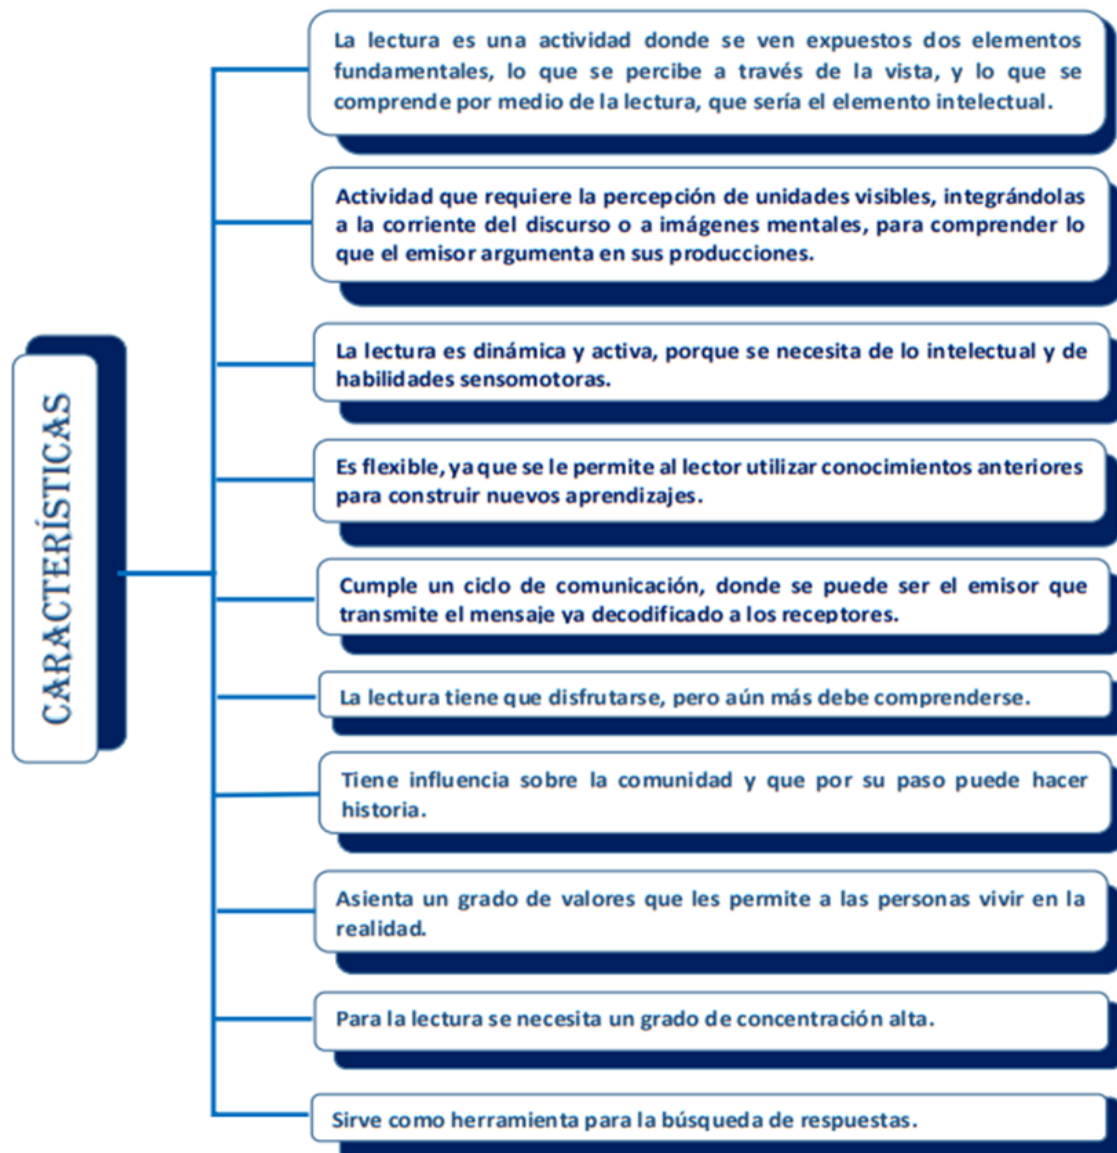 CARACTERÍSTICAS
La lectura es una actividad donde se ven expuestos dos elementos
fundamentales, lo que se percibe a través de la vista, y lo que se
comprende por medio de la lectura, que sería el elemento intelectual.
Actividad que requiere la percepción de unidades visibles, integrándolas
a la corriente del discurso o a imágenes mentales, para comprender lo
que el emisor argumenta en sus producciones.
La lectura es dinámica y activa, porque se necesita de lo intelectual y de
habilidades sensomotoras.
Es flexible, ya que se le permite al lector utilizar conocimientos anteriores
para construir nuevos aprendizajes.
Cumple un ciclo de comunicación, donde se puede ser el emisor que
transmite el mensaje ya decodificado a los receptores.
La lectura tiene que disfrutarse, pero aún más debe comprenderse.
Tiene influencia sobre la comunidad y que por su paso puede hacer
historia.
Asienta un grado de valores que les permite a las personas vivir en la
realidad.
Para la lectura se necesita un grado de concentración alta.
Sirve como herramienta para la búsqueda de respuestas.